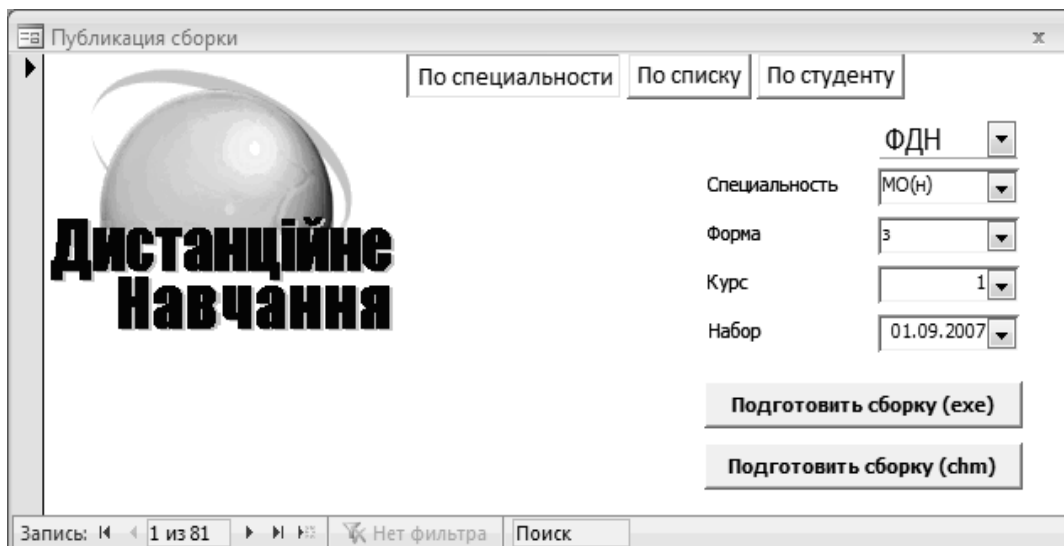 Публикация сборки
По специальности По списку По студенту
ФДН
Специальность МО(н)
Форма з
Курс 1
Набор 01.09.2007
Дистанційне
Навчання
Подготовить сборку (exe)
Подготовить сборку (chm)
Запись: 1 из 81 Нет фильтра Поиск